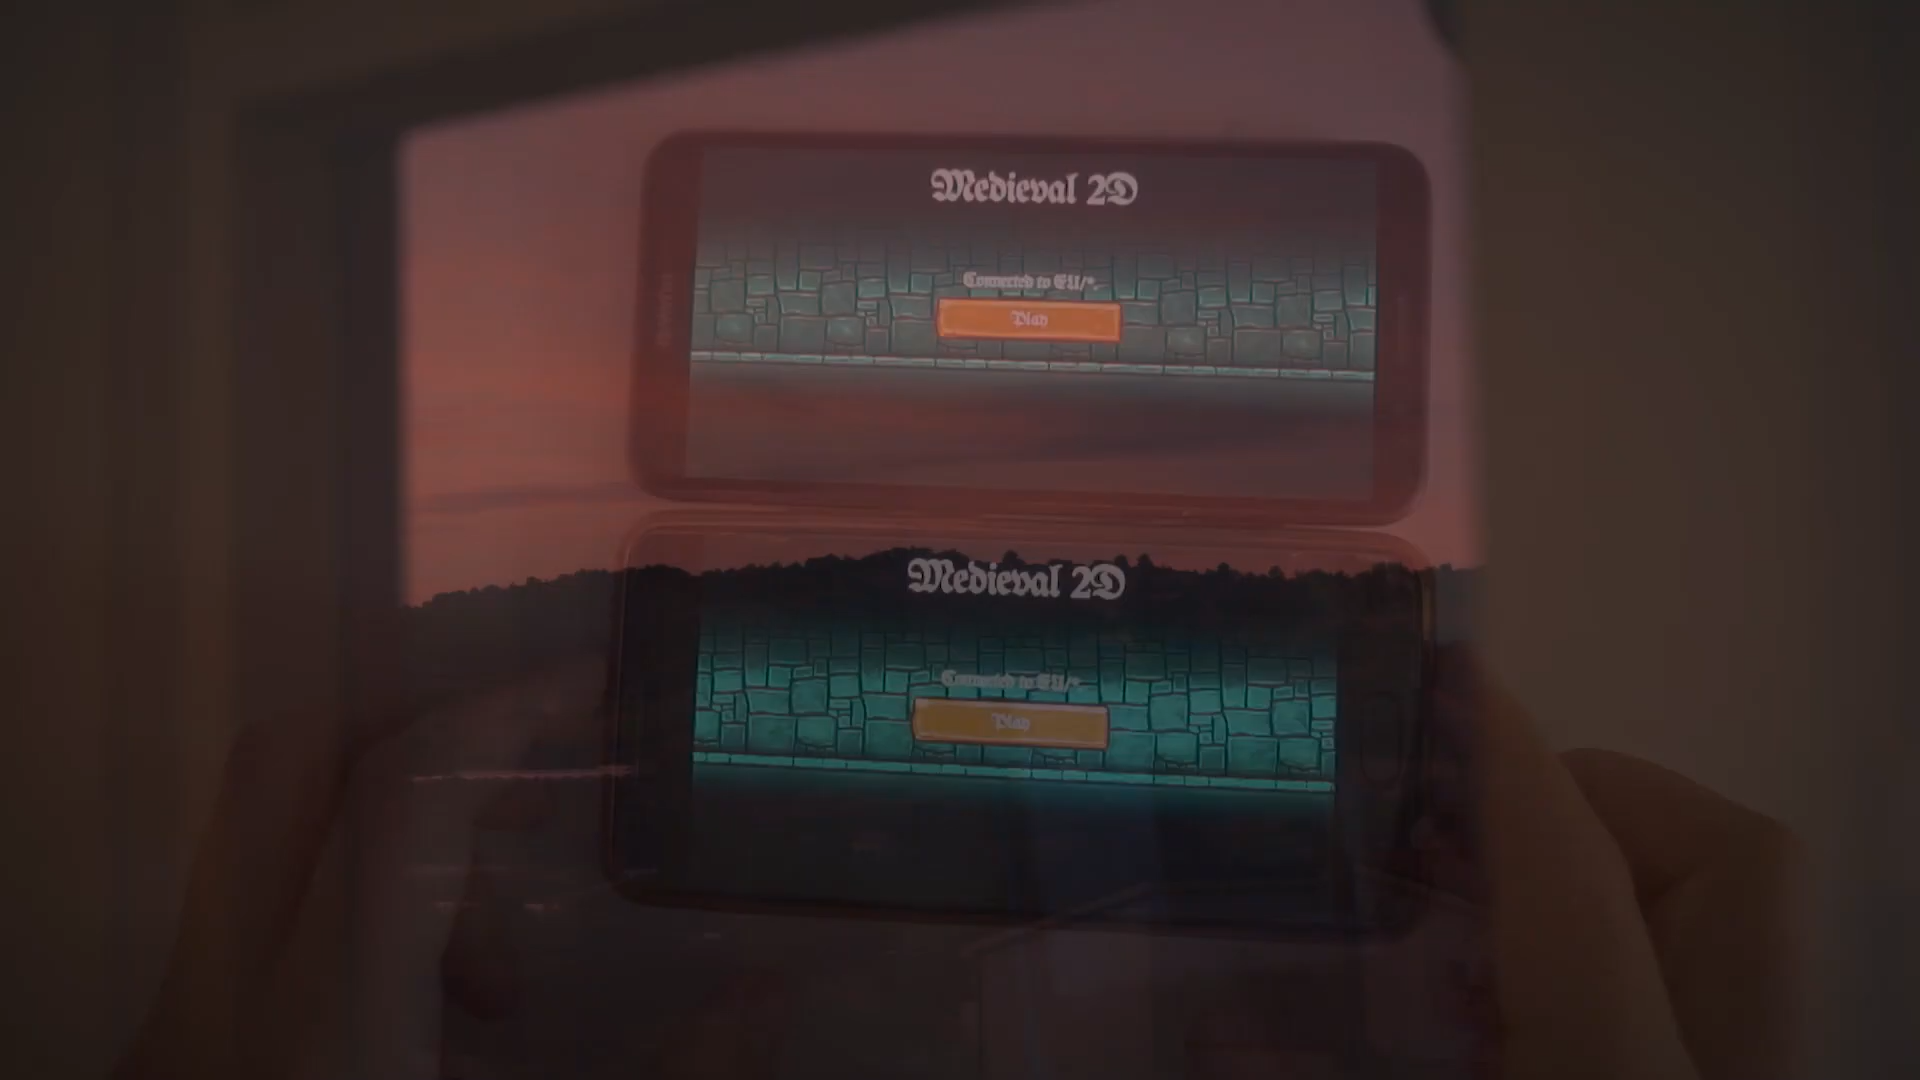 Medieval 2D
Connected to EU/*.
Play
Medieval 2D
Connected to EU/*.
Play